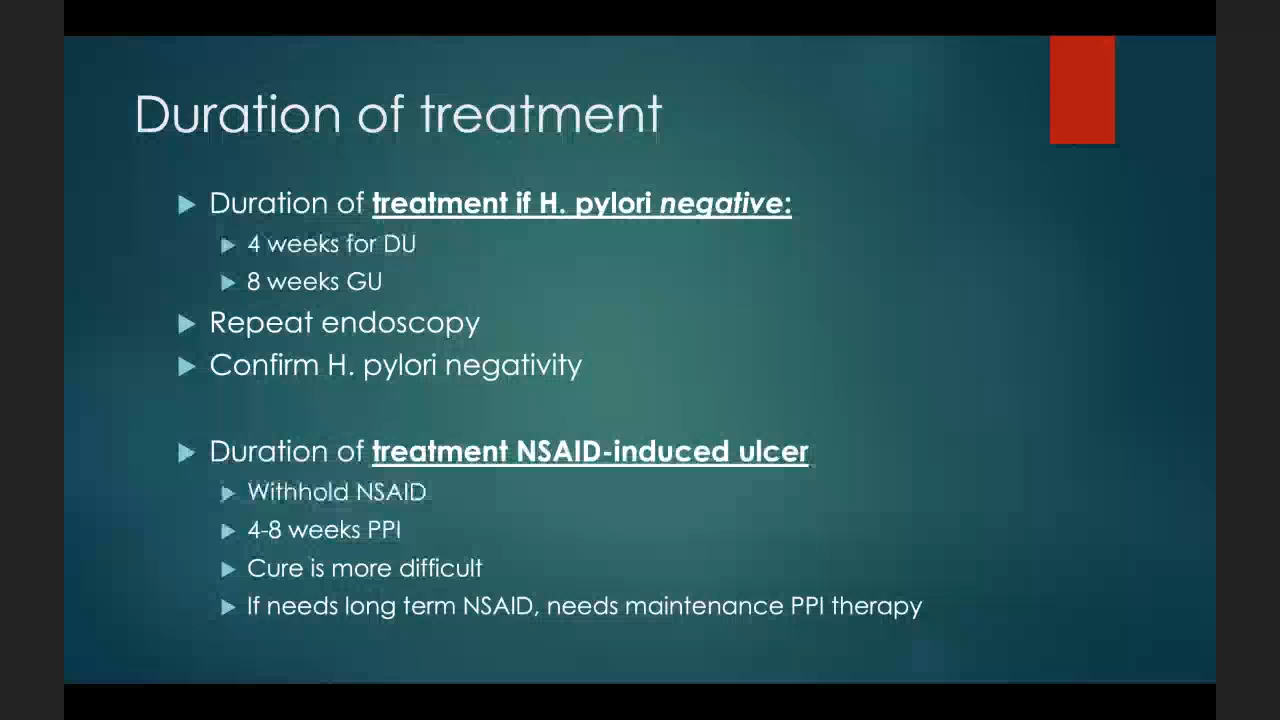 Duration of treatment
Duration of treatment if H. pylori negative:
4 weeks for DU
8 weeks GU
Repeat endoscopy
Confirm H. pylori negativity
Duration of treatment NSAID-induced ulcer
Withhold NSAID
4-8 weeks PPI
Cure is more difficult
If needs long term NSAID, needs maintenance PPI therapy